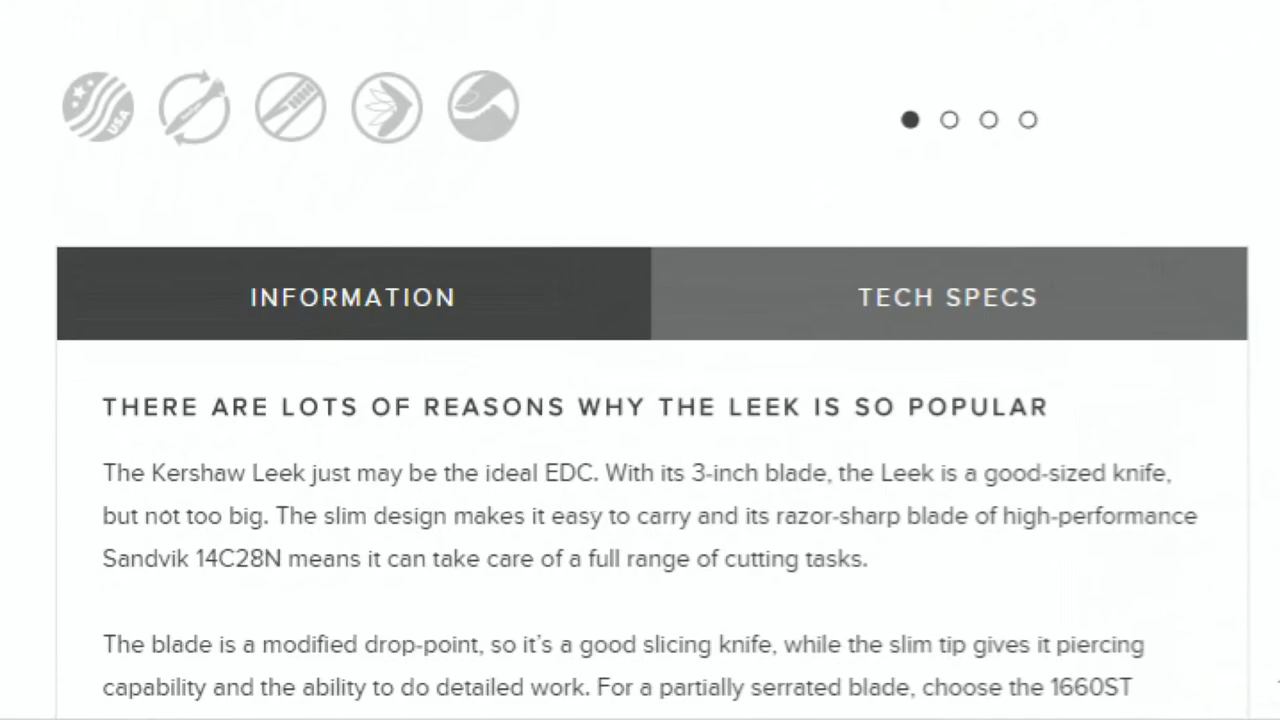 USA
INFORMATION
TECH SPECS
THERE ARE LOTS OF REASONS WHY THE LEEK IS SO POPULAR
The Kershaw Leek just may be the ideal EDC. With its 3-inch blade, the Leek is a good-sized knife,
but not too big. The slim design makes it easy to carry and its razor-sharp blade of high-performance
Sandvik 14C28N means it can take care of a full range of cutting tasks.
The blade is a modified drop-point, so it’s a good slicing knife, while the slim tip gives it piercing
capability and the ability to do detailed work. For a partially serrated blade, choose the 1660ST